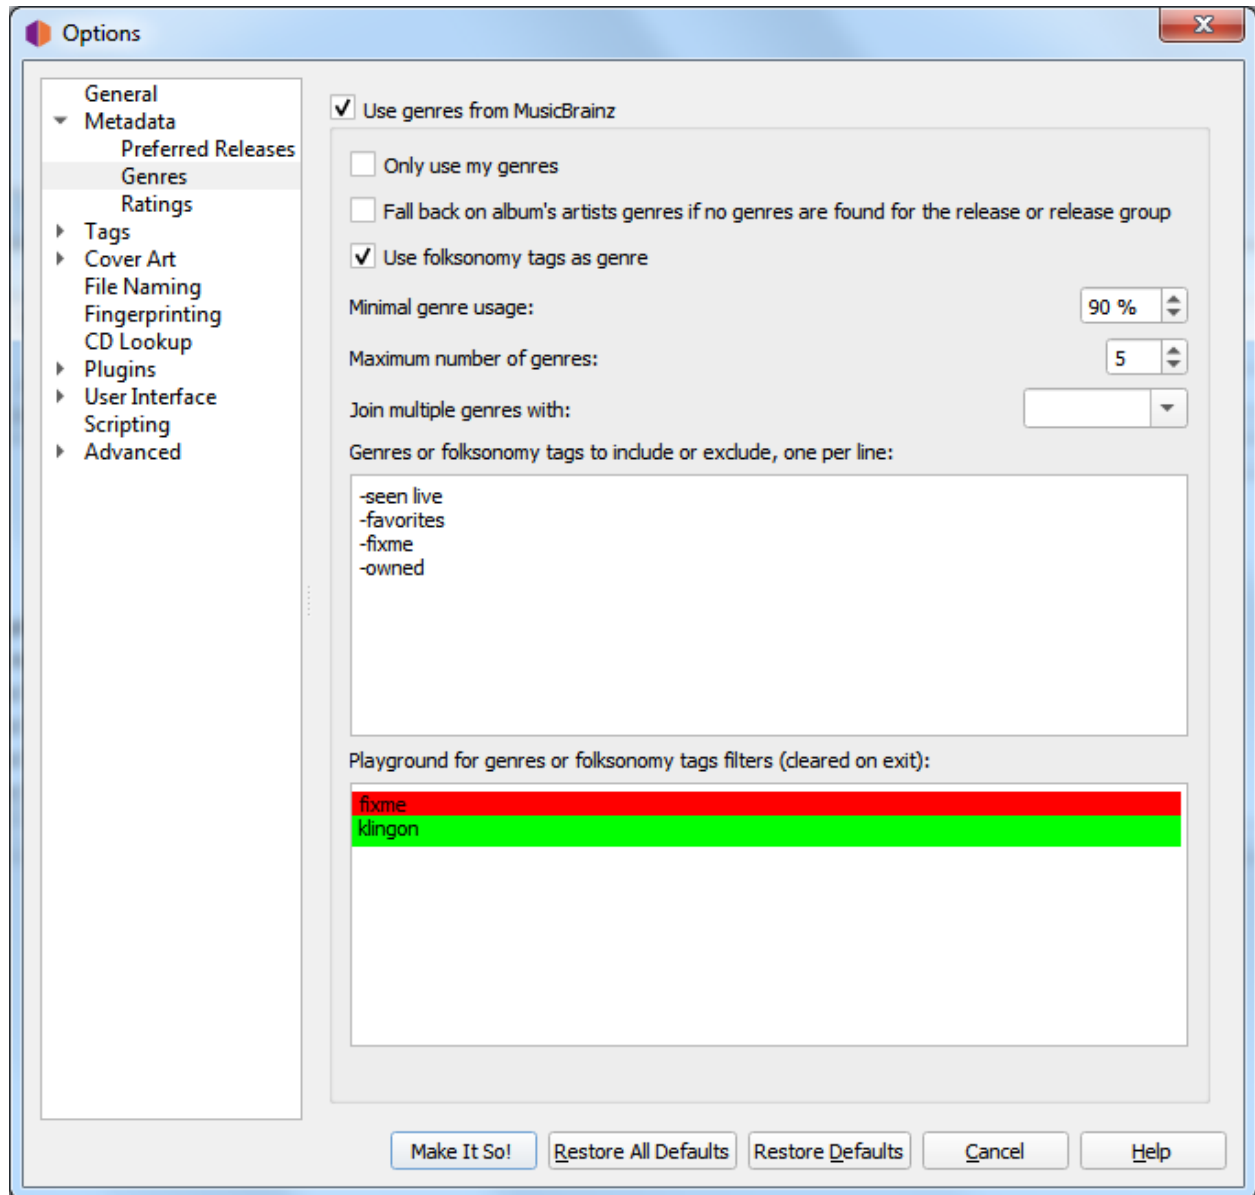 Options
General
Metadata
Preferred Releases
Genres
Ratings
Tags
Cover Art
File Naming
Fingerprinting
CD Lookup
Plugins
User Interface
Scripting
Advanced
Use genres from MusicBrainz
Only use my genres
Fall back on album's artists genres if no genres are found for the release or release group
Use folksonomy tags as genre
Minimal genre usage: 90 %
Maximum number of genres: 5
Join multiple genres with:
Genres or folksonomy tags to include or exclude, one per line:
-seen live
-favorites
-fixme
-owned
Playground for genres or folksonomy tags filters (cleared on exit):
fixme
klingon
Make It So! Restore All Defaults Restore Defaults Cancel Help